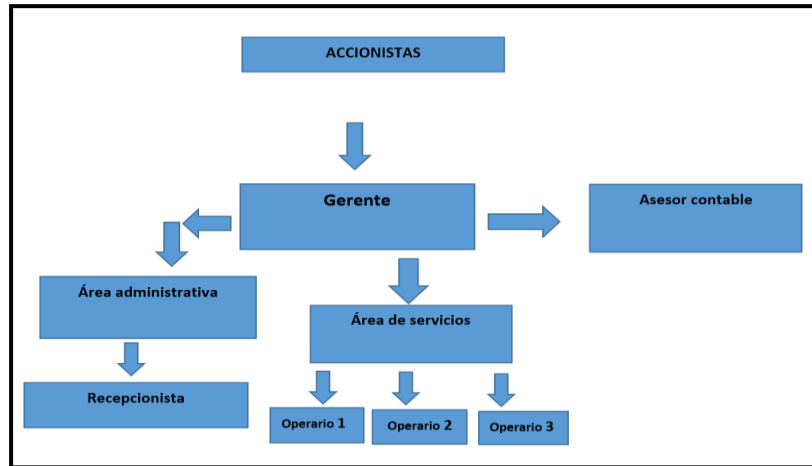 ACCIONISTAS
Gerente
Asesor contable
Área administrativa
Área de servicios
Recepcionista
Operario 1
Operario 2
Operario 3